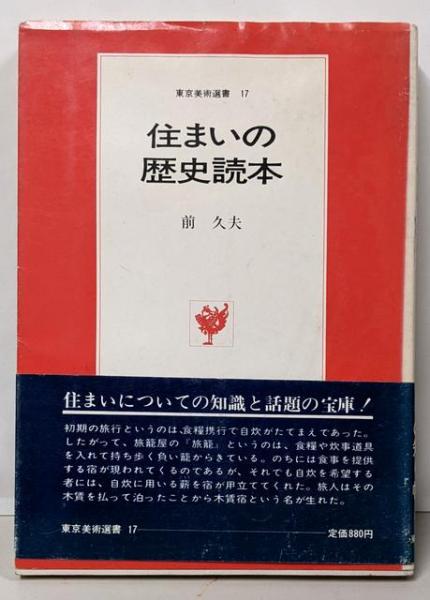 東京美術選書 17
住まいの
歴史読本
前 久夫
住まいについての知識と話題の宝庫！
初期の旅行というのは、食糧携行で自炊がたてまえであった。
したがって、旅籠屋の『旅籠』というのは、食糧や炊事道具
を入れて持ち歩く負い籠からきている。のちには食事を提供
する宿が現われてくるのであるが、それでも自炊を希望する
者には、自炊に用いる薪を宿が用立ててくれた。旅人はその
木賃を払って泊ったことから木賃宿という名が生れた。
東京美術選書 17
定価880円